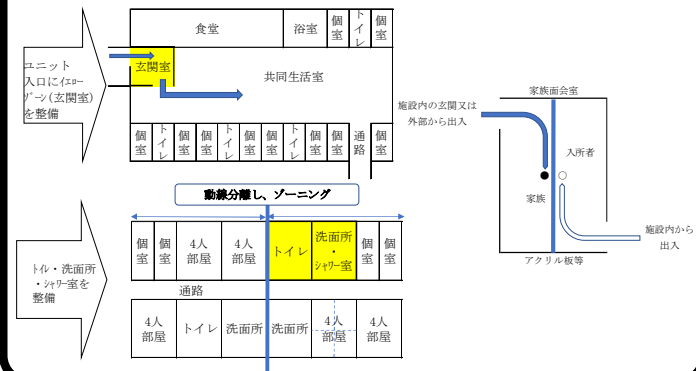 ユニット
入口にｲｴﾛｰ
ｿﾞｰﾝ(玄関室)
を整備
食堂
浴室
個室
トイレ
個室
玄関室
共同生活室
個室
トイレ
個室
個室
トイレ
個室
個室
トイレ
個室
個室
通路
個室
家族面会室
施設内の玄関又は
外部から出入
入所者
家族
施設内から
出入
アクリル板等
動線分離し、ゾーニング
ﾄｲﾚ・洗面所
・ｼｬﾜｰ室を
整備
個室
個室
4人
部屋
4人
部屋
トイレ
洗面所
・
ｼｬﾜｰ室
個室
個室
通路
4人
部屋
トイレ
洗面所
洗面所
4人
部屋
4人
部屋